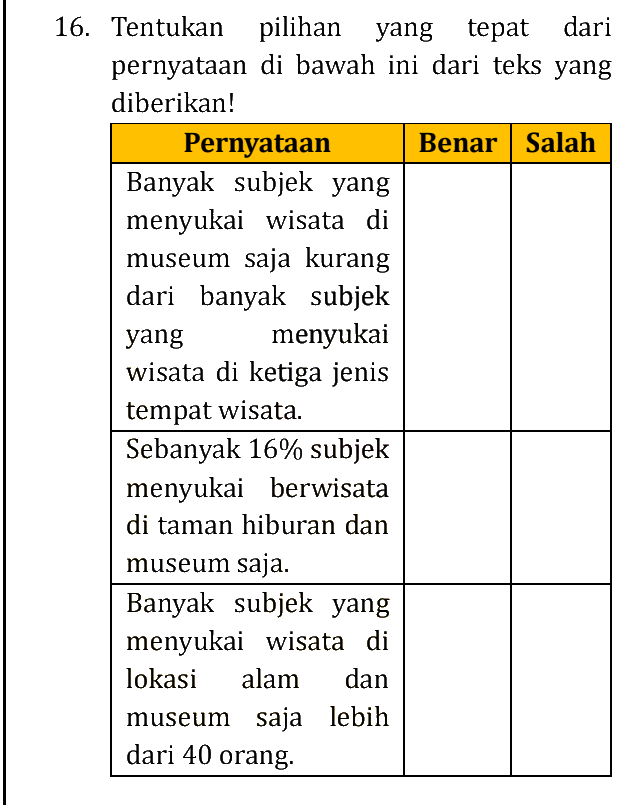 16. Tentukan pilihan yang tepat dari
pernyataan di bawah ini dari teks yang
diberikan!
Pernyataan Benar Salah
Banyak subjek yang
menyukai wisata di
museum saja kurang
dari banyak subjek
yang menyukai
wisata di ketiga jenis
tempat wisata.
Sebanyak 16% subjek
menyukai berwisata
di taman hiburan dan
museum saja.
Banyak subjek yang
menyukai wisata di
lokasi alam dan
museum saja lebih
dari 40 orang.